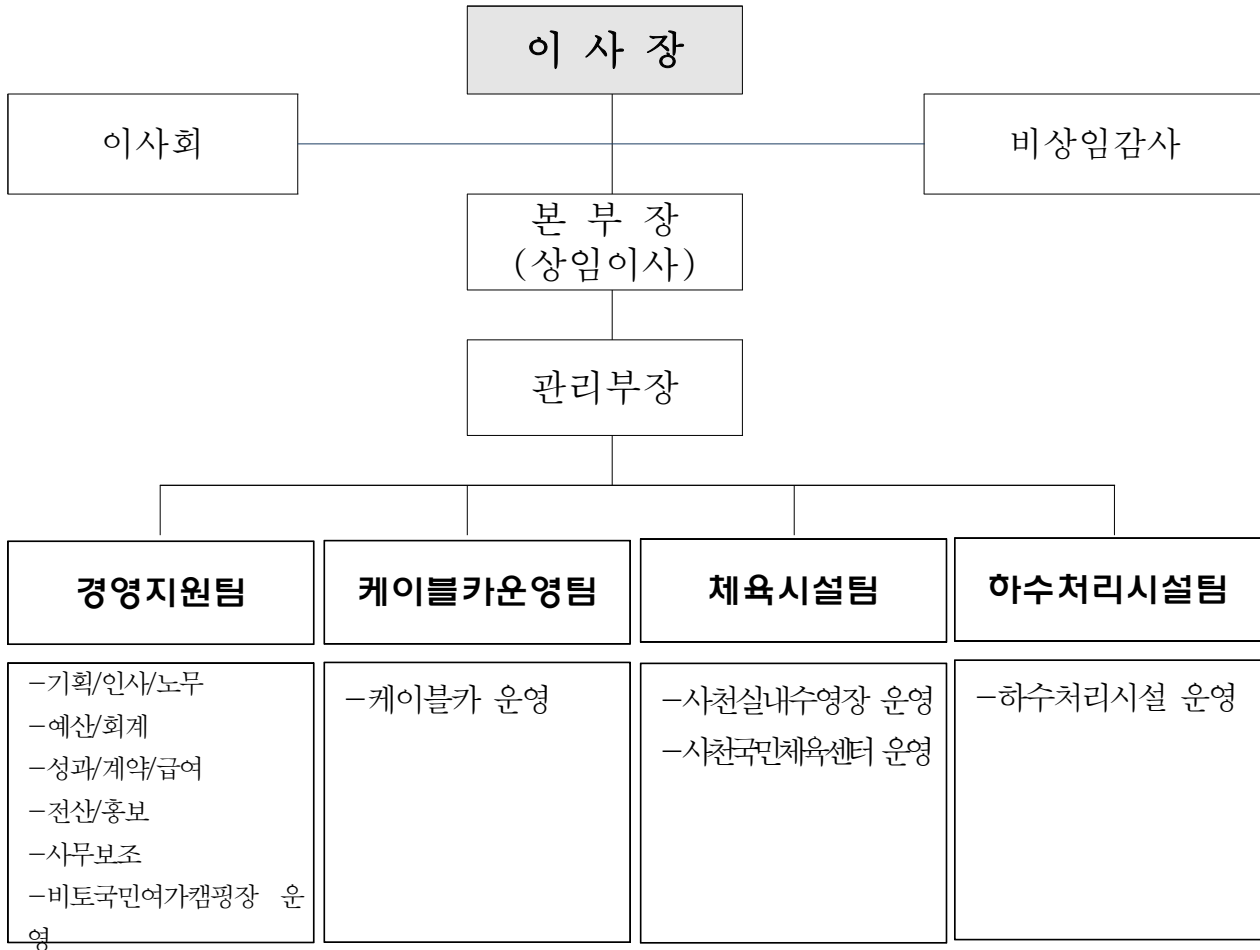 이 사 장
이사회
비상임감사
본 부 장
(상임이사)
관리부장
경영지원팀
케이블카운영팀
체육시설팀
하수처리시설팀
-기획/인사/노무
-예산/회계
-성과/계약/급여
-전산/홍보
-사무보조
-비토국민여가캠핑장 운
영
-케이블카 운영
-사천실내수영장 운영
-사천국민체육센터 운영
-하수처리시설 운영